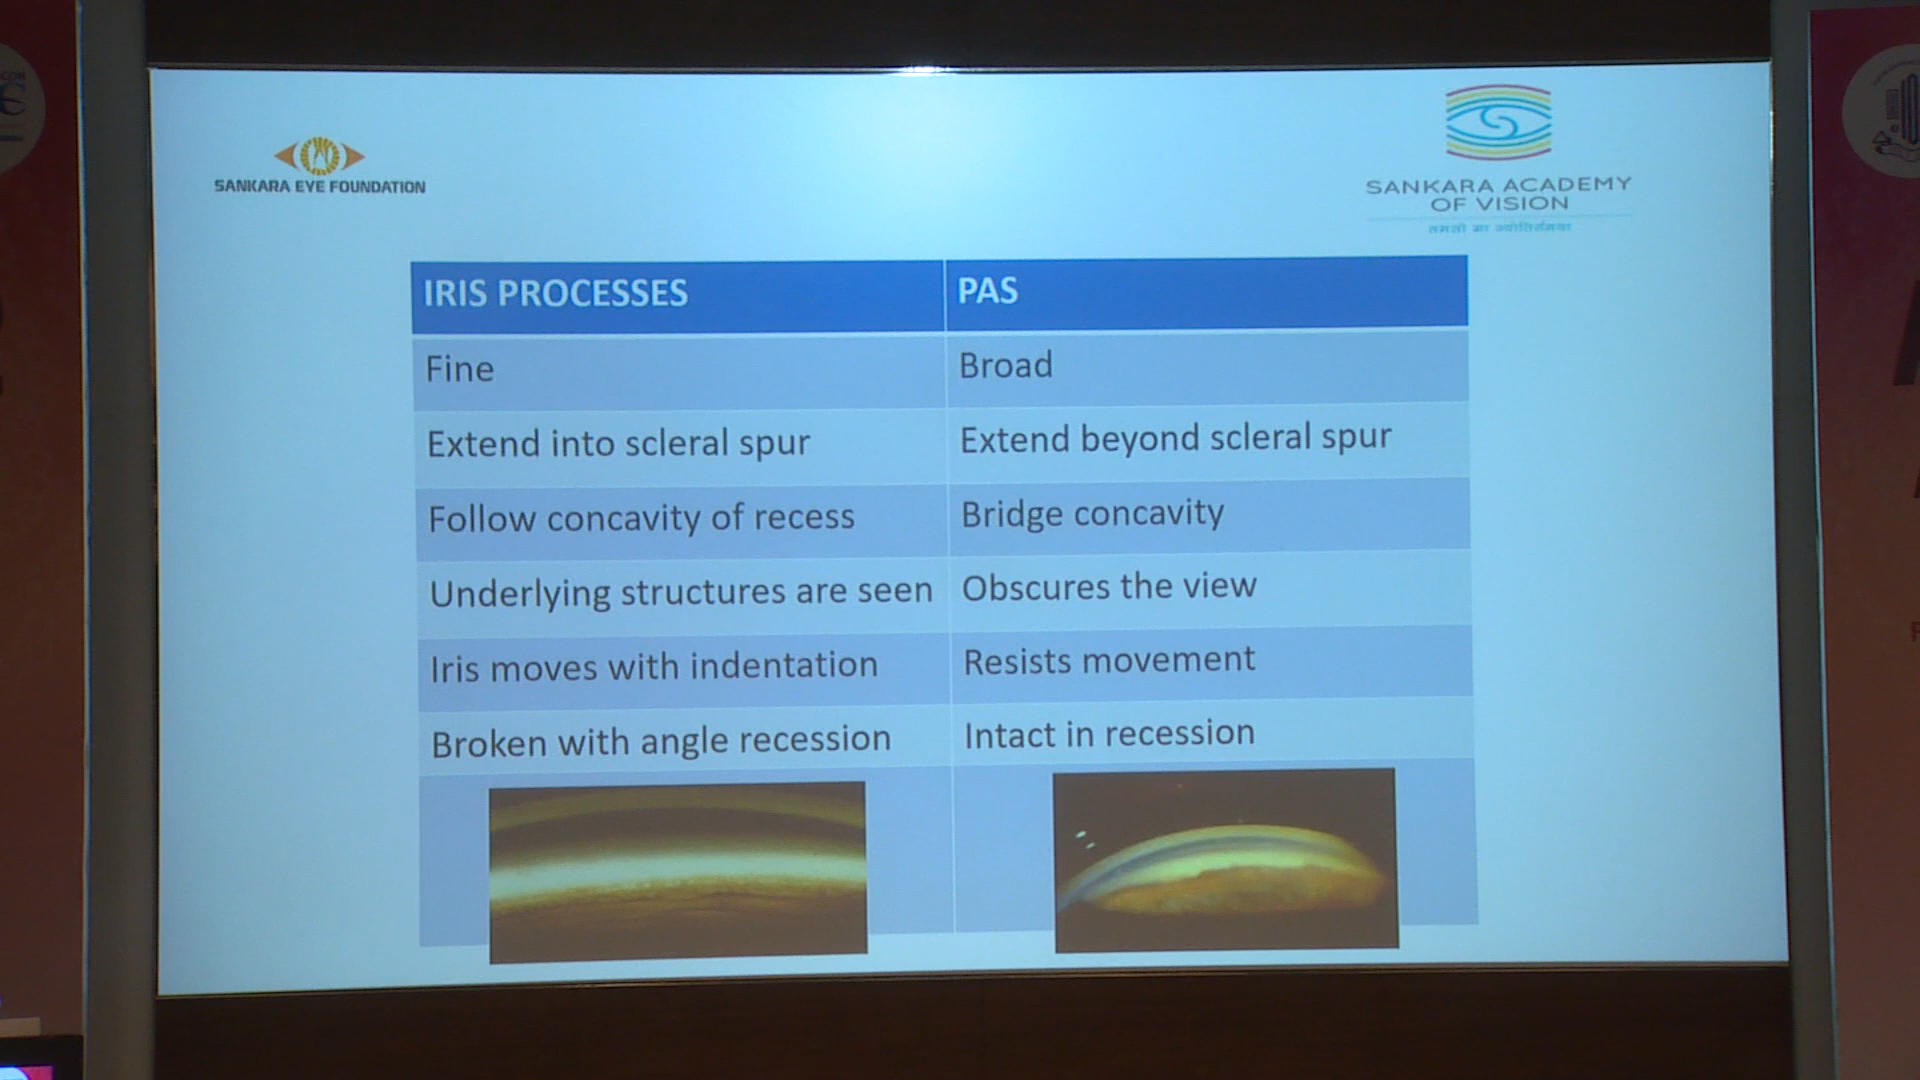 SANKARA EYE FOUNDATION
SANKARA ACADEMY
OF VISION
तमसो मा ज्योतिर्गमया
IRIS PROCESSES PAS
Fine Broad
Extend into scleral spur Extend beyond scleral spur
Follow concavity of recess Bridge concavity
Underlying structures are seen Obscures the view
Iris moves with indentation Resists movement
Broken with angle recession Intact in recession